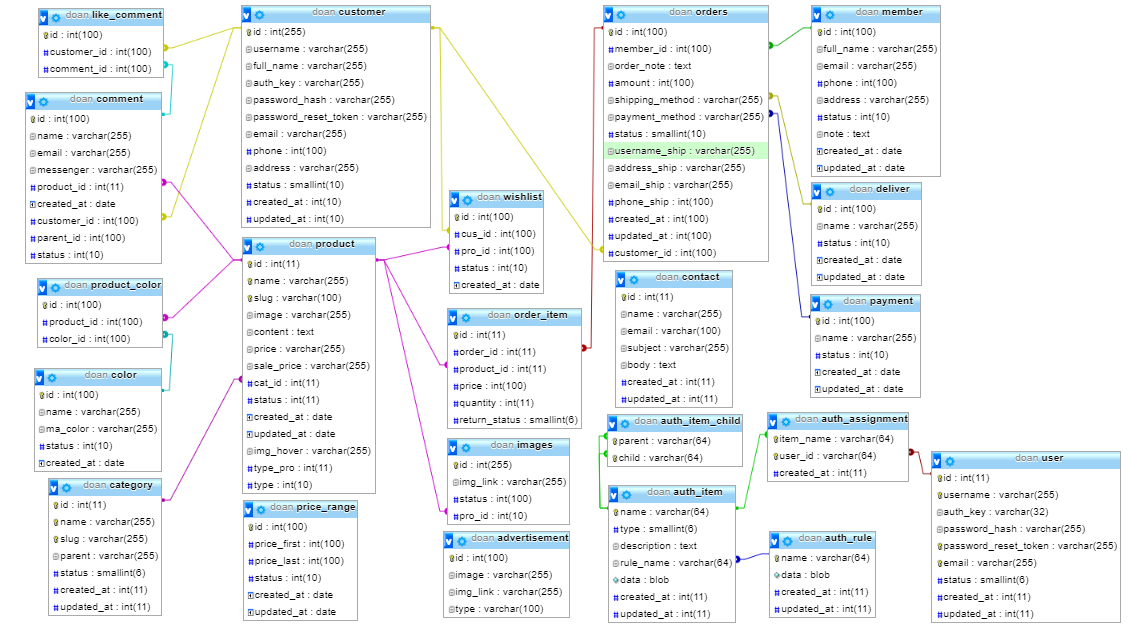 doan like_comment
id : int(100)
customer_id : int(100)
comment_id : int(100)
doan comment
id : int(100)
name : varchar(255)
email : varchar(255)
messenger : varchar(255)
product_id : int(11)
created_at : date
customer_id : int(100)
parent_id : int(100)
status : int(10)
doan product_color
id : int(100)
product_id : int(100)
color_id : int(100)
doan color
id : int(100)
name : varchar(255)
ma_color : varchar(255)
status : int(10)
created_at : date
doan category
id : int(11)
name : varchar(255)
slug : varchar(255)
parent : varchar(255)
status : smallint(6)
created_at : int(11)
updated_at : int(11)
doan customer
id : int(255)
username : varchar(255)
full_name : varchar(255)
auth_key : varchar(255)
password_hash : varchar(255)
password_reset_token : varchar(255)
email : varchar(255)
phone : int(100)
address : varchar(255)
status : smallint(10)
created_at : int(10)
updated_at : int(10)
doan product
id : int(11)
name : varchar(255)
slug : varchar(100)
image : varchar(255)
content : text
price : varchar(255)
sale_price : varchar(255)
cat_id : int(11)
status : int(11)
created_at : date
updated_at : date
img_hover : varchar(255)
type_pro : int(11)
type : int(10)
doan price_range
id : int(100)
price_first : int(100)
price_last : int(100)
status : int(10)
created_at : date
updated_at : date
doan wishlist
id : int(100)
cus_id : int(100)
pro_id : int(100)
status : int(10)
created_at : date
doan order_item
id : int(11)
order_id : int(11)
product_id : int(11)
price : int(100)
quantity : int(11)
return_status : smallint(6)
doan images
id : int(255)
img_link : varchar(255)
status : int(100)
pro_id : int(10)
doan advertisement
id : int(100)
image : varchar(255)
img_link : varchar(255)
type : varchar(100)
doan orders
id : int(100)
member_id : int(100)
order_note : text
amount : int(100)
shipping_method : varchar(255)
payment_method : varchar(255)
status : smallint(10)
username_ship : varchar(255)
address_ship : varchar(255)
email_ship : varchar(255)
phone_ship : int(100)
created_at : int(100)
updated_at : int(100)
customer_id : int(100)
doan contact
id : int(11)
name : varchar(255)
email : varchar(100)
subject : varchar(255)
body : text
created_at : int(11)
updated_at : int(11)
doan auth_item_child
parent : varchar(64)
child : varchar(64)
doan auth_item
name : varchar(64)
type : smallint(6)
description : text
rule_name : varchar(64)
data : blob
created_at : int(11)
updated_at : int(11)
doan member
id : int(100)
full_name : varchar(255)
email : varchar(255)
phone : int(100)
address : varchar(255)
status : int(10)
note : text
created_at : date
updated_at : date
doan deliver
id : int(100)
name : varchar(255)
status : int(10)
created_at : date
updated_at : date
doan payment
id : int(100)
name : varchar(255)
status : int(10)
created_at : date
updated_at : date
doan auth_assignment
item_name : varchar(64)
user_id : varchar(64)
created_at : int(11)
doan auth_rule
name : varchar(64)
data : blob
created_at : int(11)
updated_at : int(11)
doan user
id : int(11)
username : varchar(255)
auth_key : varchar(32)
password_hash : varchar(255)
password_reset_token : varchar(255)
email : varchar(255)
status : smallint(6)
created_at : int(11)
updated_at : int(11)